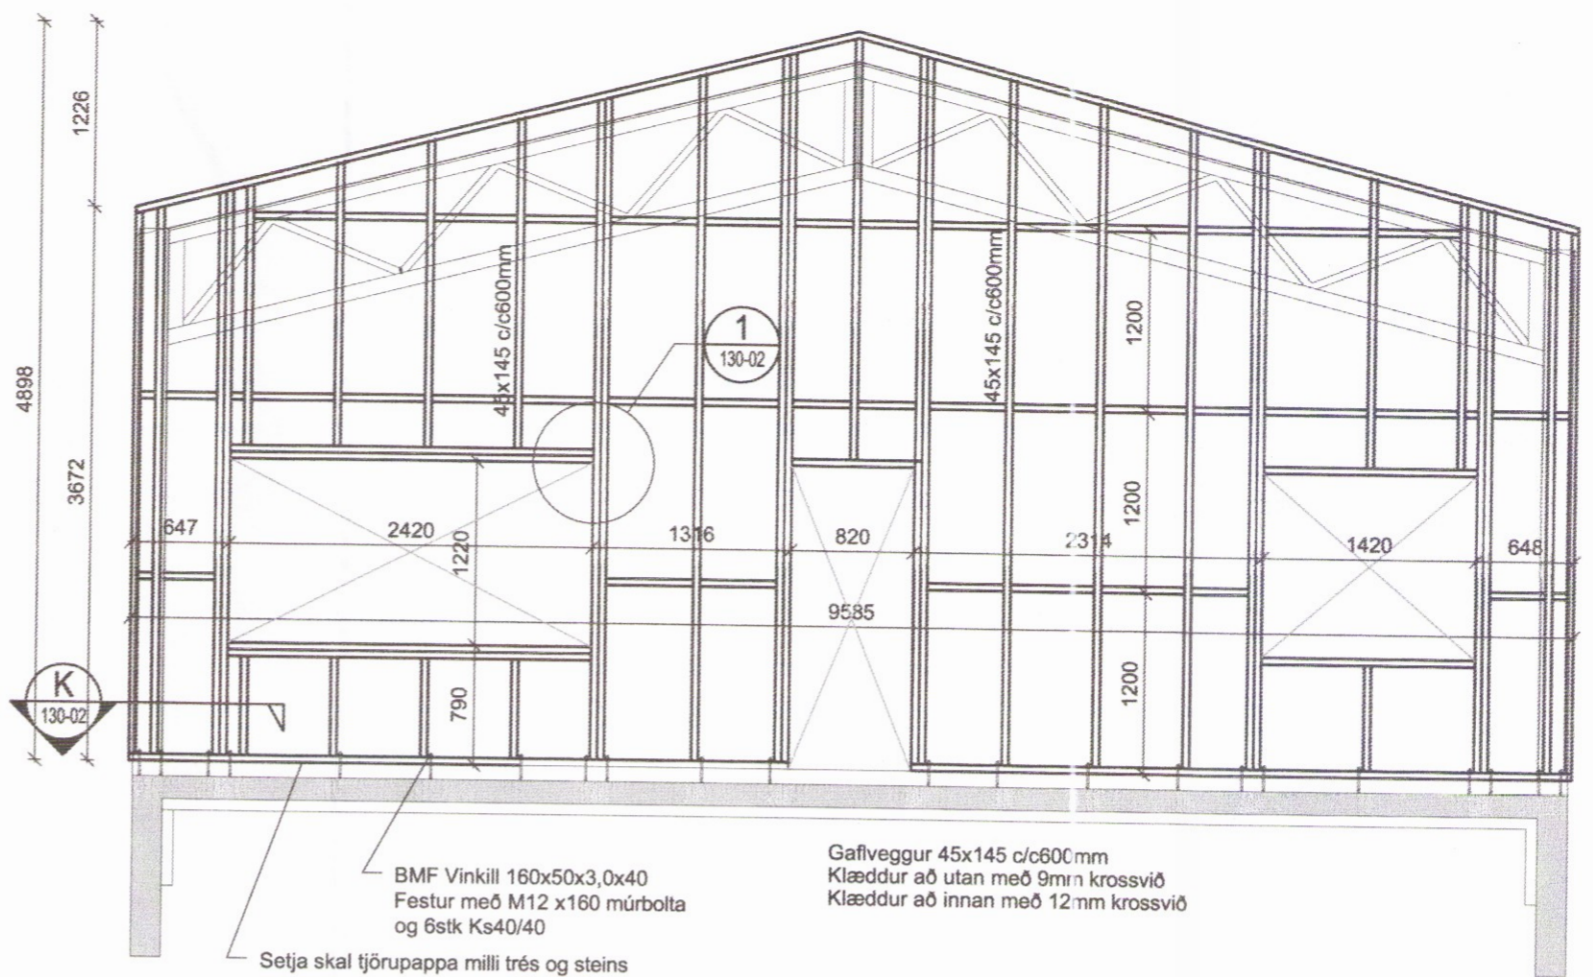 1226
4898
3672
45x145 c/c600mm
45x145 c/c600mm
1
130-02
1200
647
2420
1220
1316
820
2314
1200
1420
648
9585
K
130-02
790
1200
BMF Vinkill 160x50x3,0x40
Festur með M12 x160 múrbolta
og 6stk Ks40/40
Setja skal tjörupappa milli trés og steins
Gaflveggur 45x145 c/c600mm
Klæddur að utan með 9mm krossvið
Klæddur að innan með 12mm krossvið